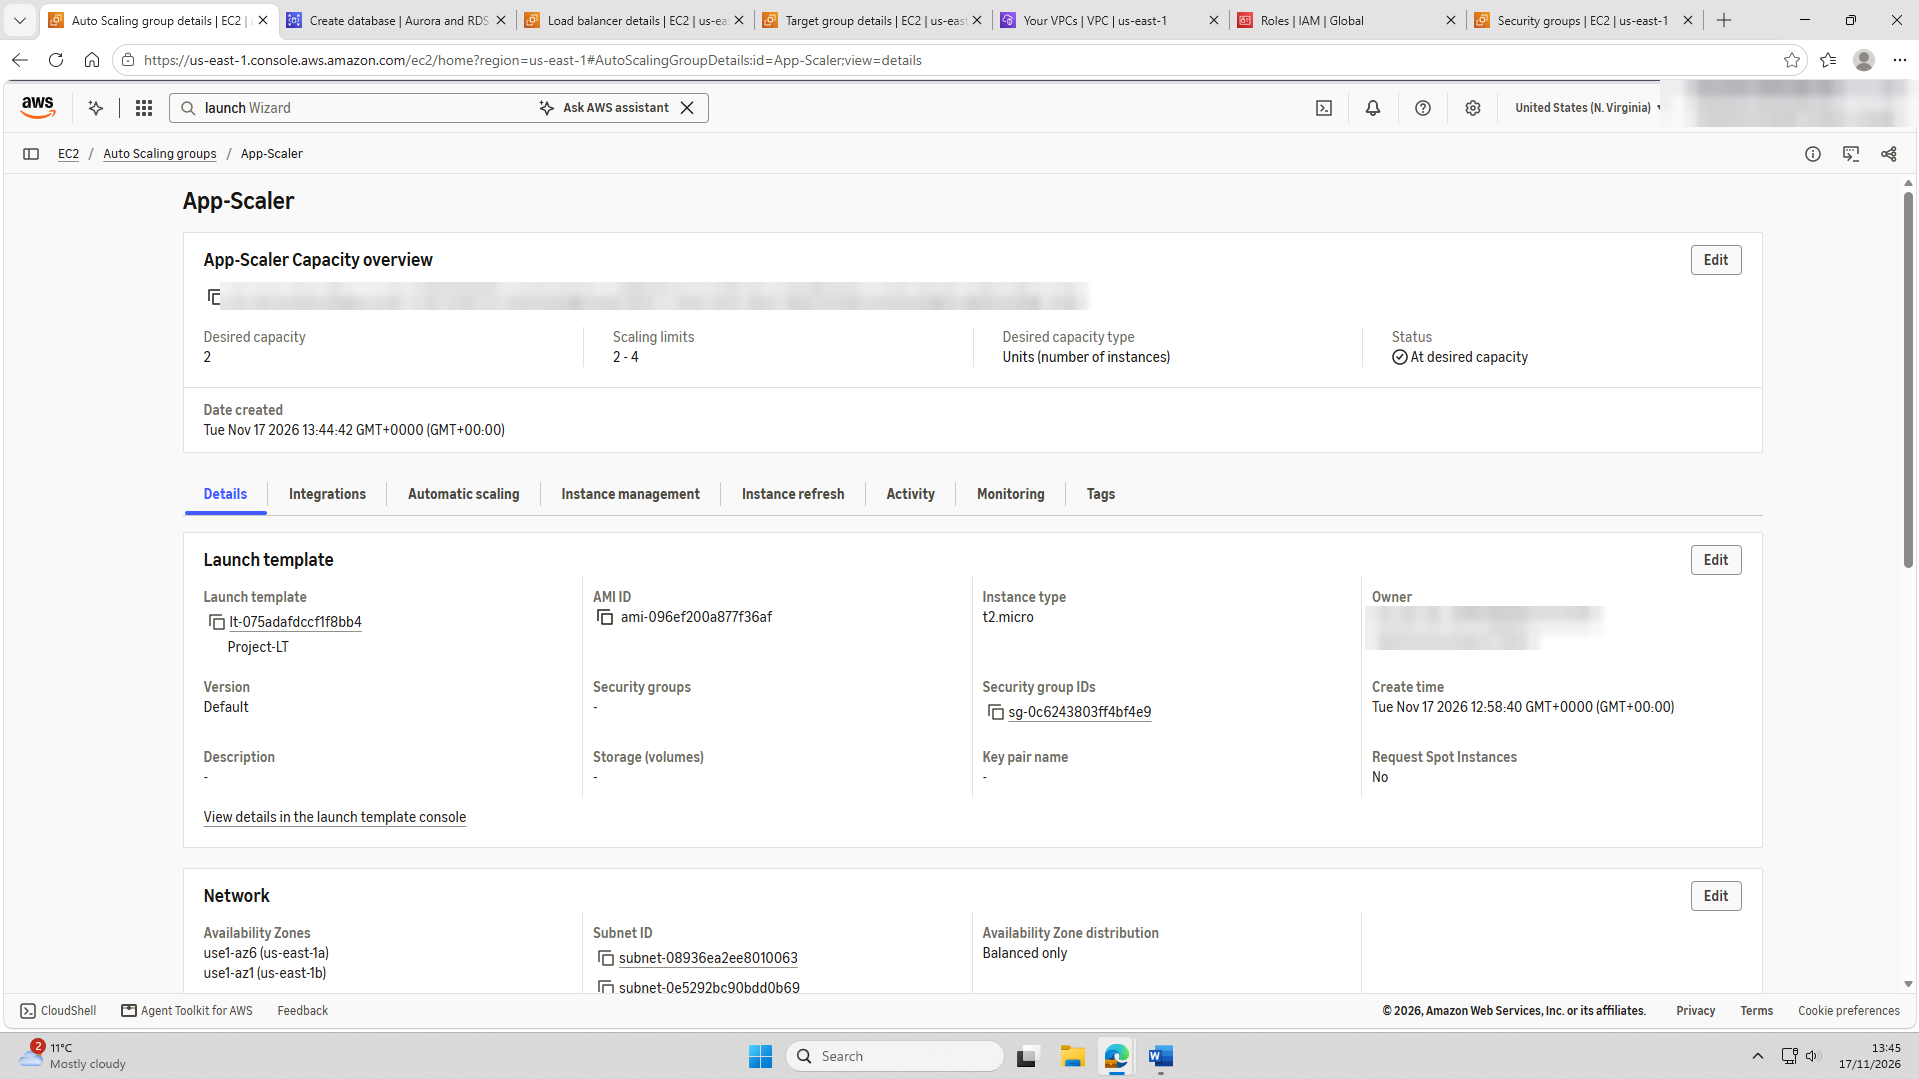 Auto Scaling group details | EC2 |
Create database | Aurora and RDS
Load balancer details | EC2 | us-eas
Target group details | EC2 | us-east
Your VPCs | VPC | us-east-1
Roles | IAM | Global
Security groups | EC2 | us-east-1
https://us-east-1.console.aws.amazon.com/ec2/home?region=us-east-1#AutoScalingGroupDetails:id=App-Scaler;view=details
aws
launch Wizard
Ask AWS assistant
United States (N. Virginia)
EC2 / Auto Scaling groups / App-Scaler
App-Scaler
App-Scaler Capacity overview
Edit
Desired capacity
2
Scaling limits
2 - 4
Desired capacity type
Units (number of instances)
Status
At desired capacity
Date created
Tue Nov 17 2026 13:44:42 GMT+0000 (GMT+00:00)
Details
Integrations
Automatic scaling
Instance management
Instance refresh
Activity
Monitoring
Tags
Launch template
Edit
Launch template
lt-075adafdccf1f8bb4
Project-LT
AMI ID
ami-096ef200a877f36af
Instance type
t2.micro
Owner
Version
Default
Security groups
-
Security group IDs
sg-0c6243803ff4bf4e9
Create time
Tue Nov 17 2026 12:58:40 GMT+0000 (GMT+00:00)
Description
-
Storage (volumes)
-
Key pair name
-
Request Spot Instances
No
View details in the launch template console
Network
Edit
Availability Zones
use1-az6 (us-east-1a)
use1-az1 (us-east-1b)
Subnet ID
subnet-08936ea2ee8010063
subnet-0e5292bc90bdd0b69
Availability Zone distribution
Balanced only
CloudShell
Agent Toolkit for AWS
Feedback
© 2026, Amazon Web Services, Inc. or its affiliates.
Privacy
Terms
Cookie preferences
2
11°C
Mostly cloudy
Search
13:45
17/11/2026